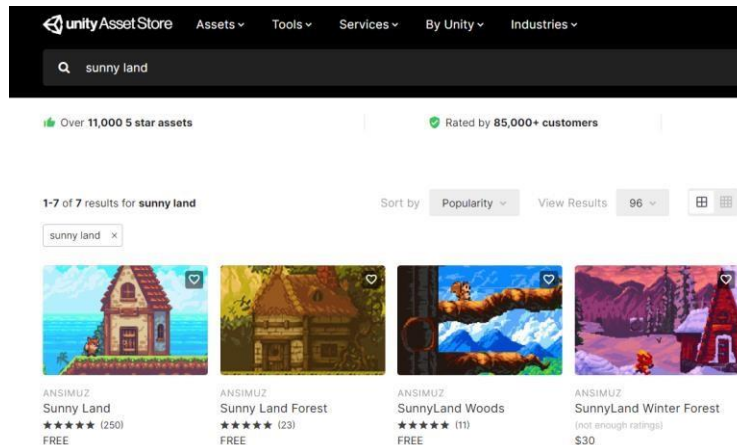 unity Asset Store Assets Tools Services By Unity Industries
sunny land
Over 11,000 5 star assets Rated by 85,000+ customers
1-7 of 7 results for sunny land Sort by Popularity View Results 96
sunny land ×
ANSIMUZ
Sunny Land
★★★★★ (250)
FREE
ANSIMUZ
Sunny Land Forest
★★★★★ (23)
FREE
ANSIMUZ
SunnyLand Woods
★★★★★ (11)
FREE
ANSIMUZ
SunnyLand Winter Forest
(not enough ratings)
$30